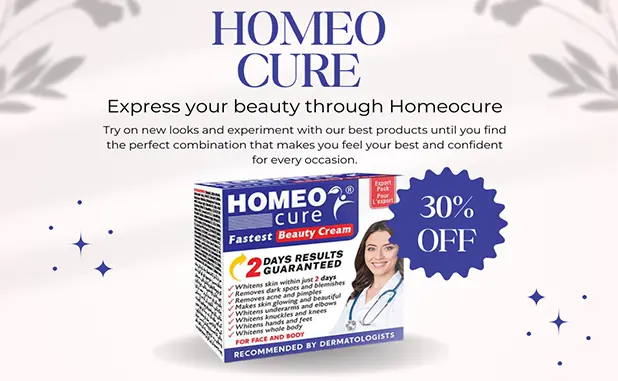 HOMEO
CURE
Express your beauty through Homeocure
Try on new looks and experiment with our best products until you find
the perfect combination that makes you feel your best and confident
for every occasion.
Export
Pack
Pour
L'export
HOMEO ®
cure
Fastest Beauty Cream
2 DAYS RESULTS
GUARANTEED
Whitens skin within just 2 days
Removes dark spots and blemishes
Removes acne and pimples
Makes skin glowing and beautiful
Whitens underarms and elbows
Whitens knuckles and knees
Whitens hands and feet
Whitens whole body
FOR FACE AND BODY
RECOMMENDED BY DERMATOLOGISTS
30%
OFF